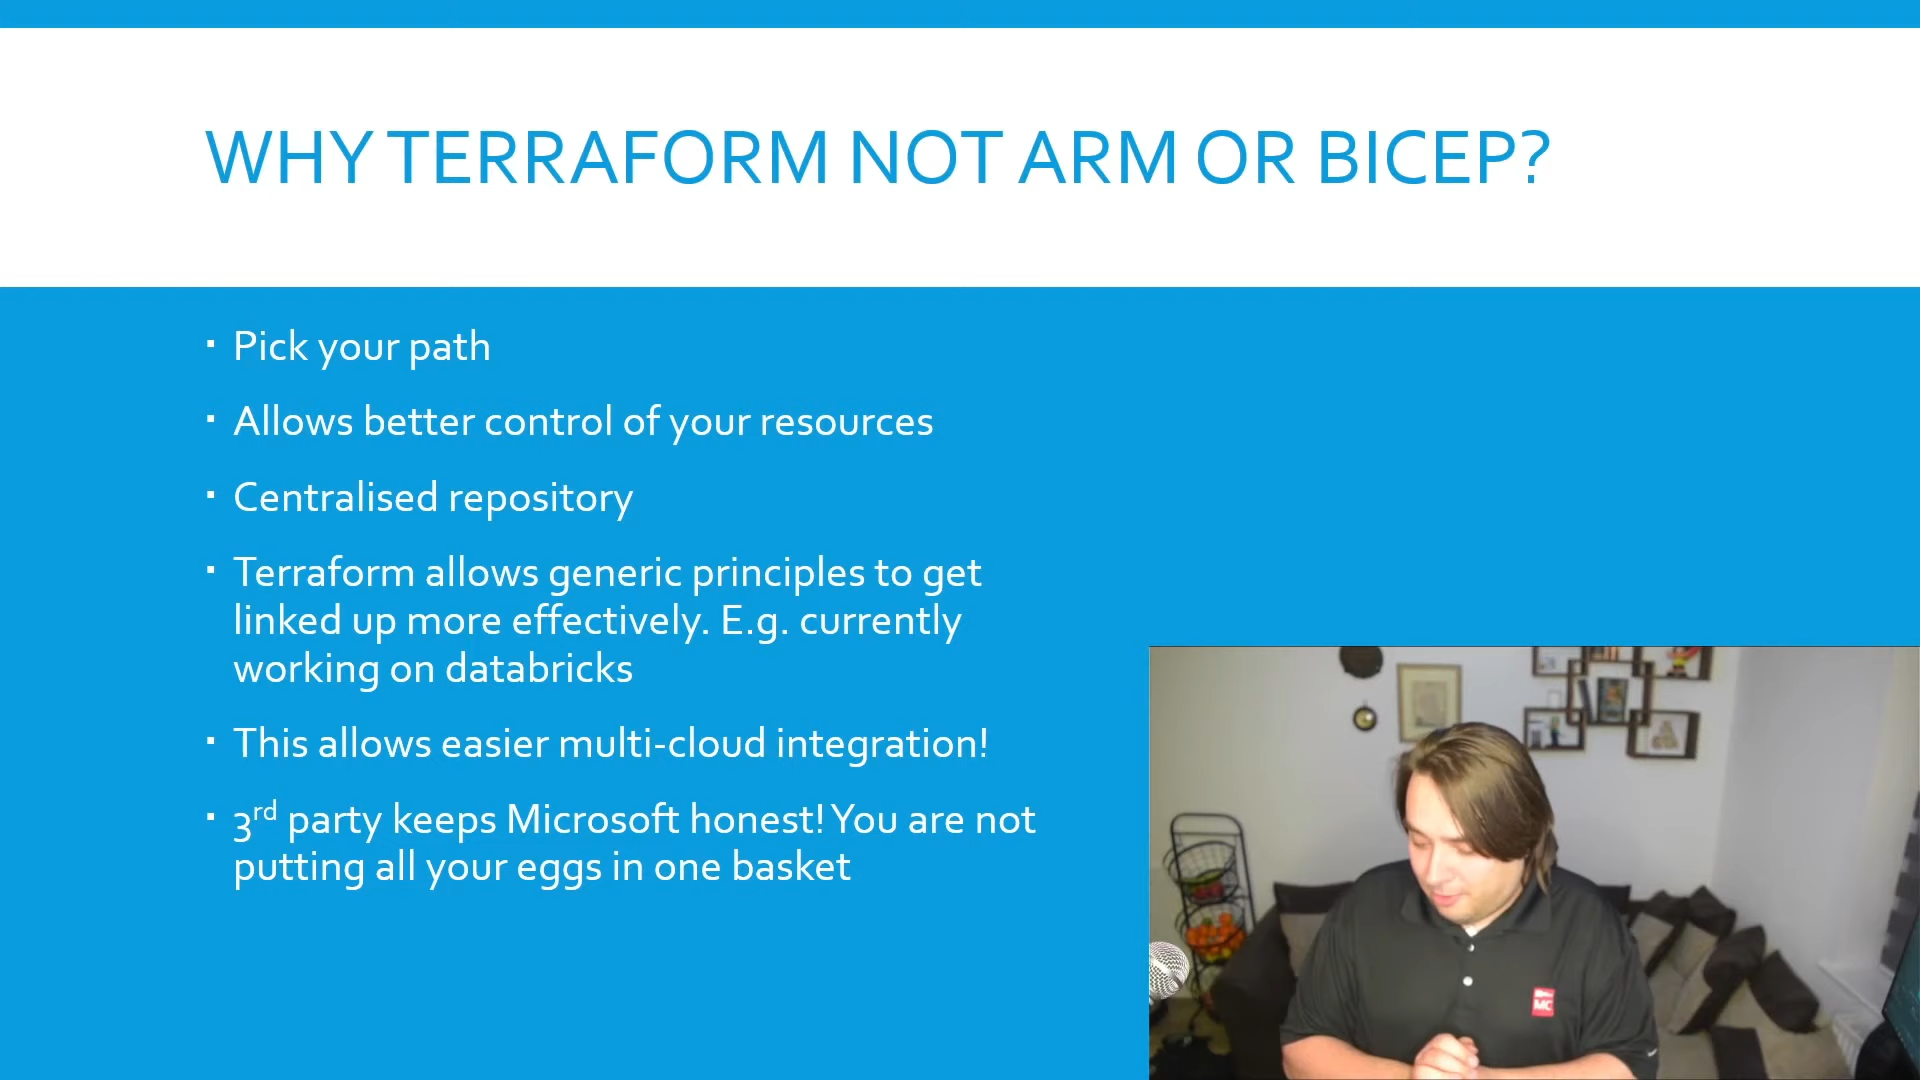 WHY TERRAFORM NOT ARM OR BICEP?
▪ Pick your path
▪ Allows better control of your resources
▪ Centralised repository
▪ Terraform allows generic principles to get
linked up more effectively. E.g. currently
working on databricks
▪ This allows easier multi-cloud integration!
▪ 3rd party keeps Microsoft honest! You are not
putting all your eggs in one basket
MC